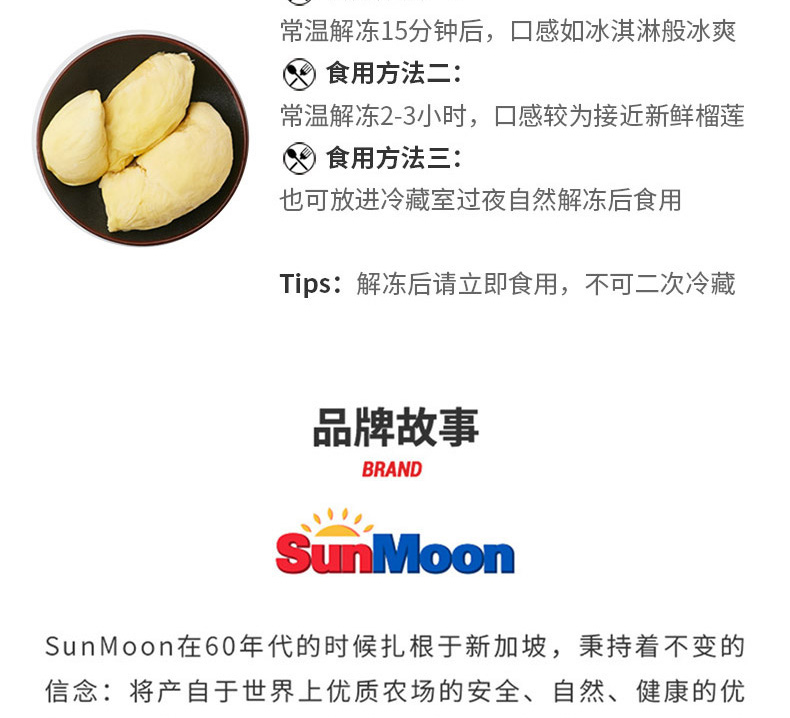 常温解冻15分钟后，口感如冰淇淋般冰爽
食用方法二：
常温解冻2-3小时，口感较为接近新鲜榴莲
食用方法三：
也可放进冷藏室过夜自然解冻后食用
Tips：解冻后请立即食用，不可二次冷藏
品牌故事
BRAND
SunMoon
SunMoon在60年代的时候扎根于新加坡，秉持着不变的
信念：将产自于世界上优质农场的安全、自然、健康的优